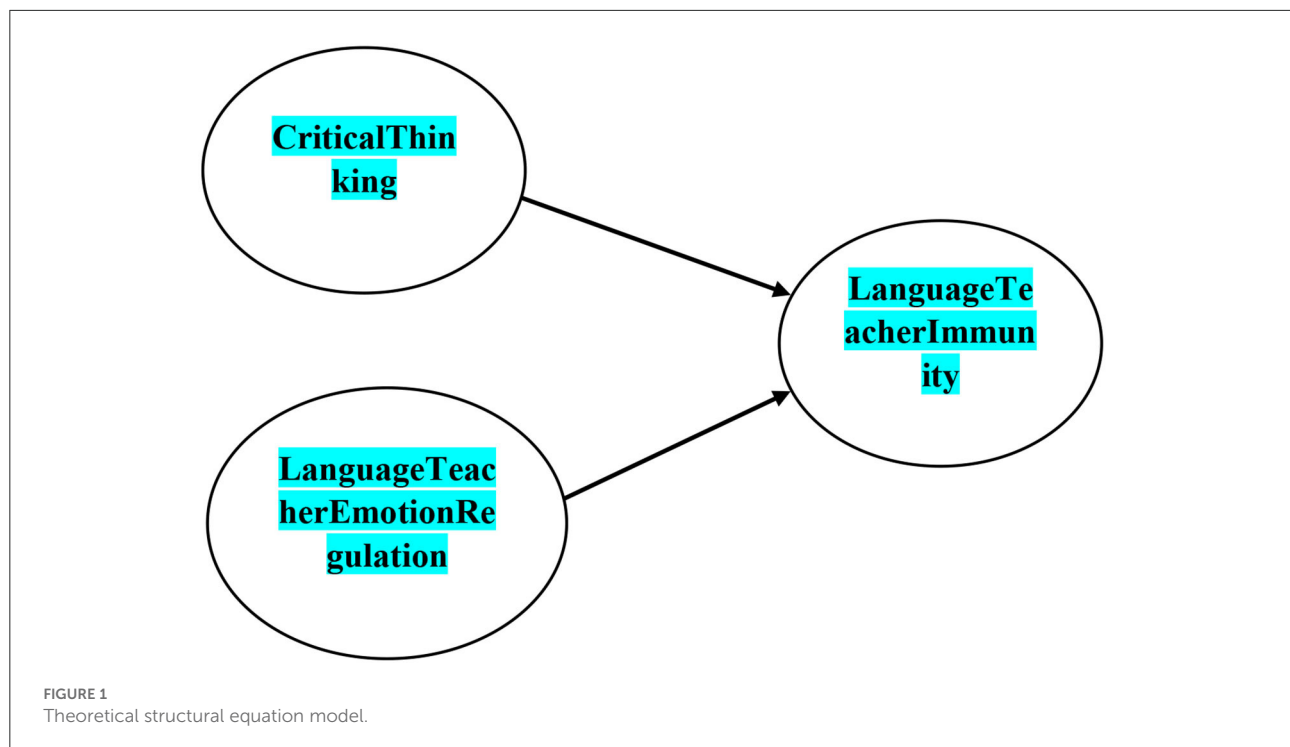 CriticalThin
king
LanguageTe
acherImmun
ity
LanguageTeac
herEmotionRe
gulation
FIGURE 1
Theoretical structural equation model.